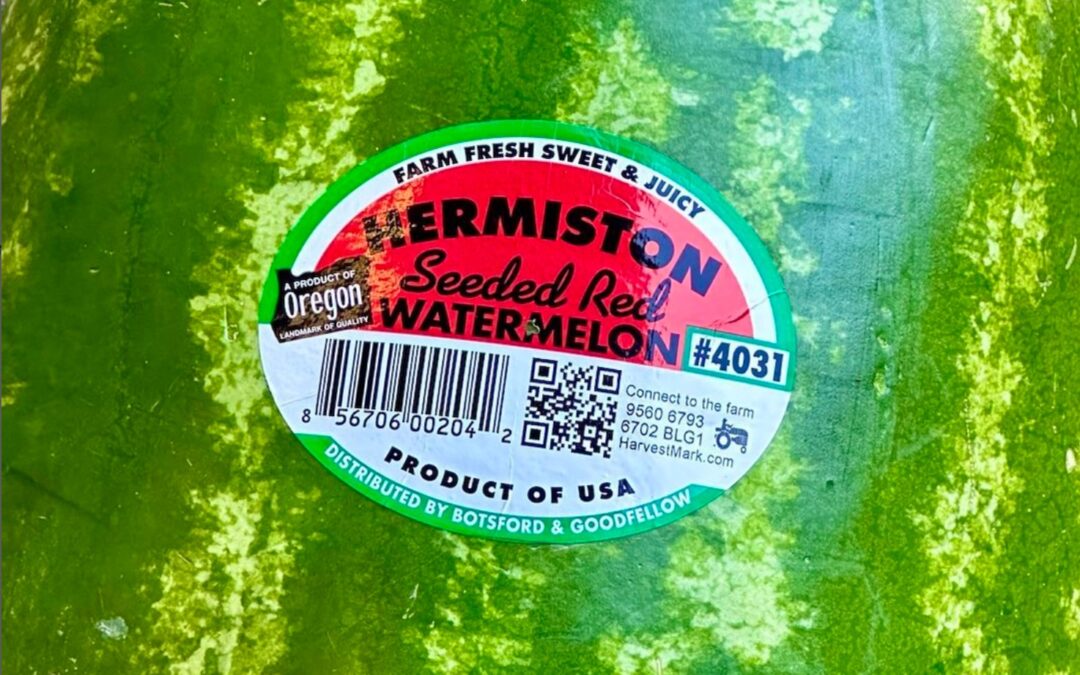 FARM FRESH SWEET & JUICY
HERMISTON
Seeded Red
WATERMELON
A PRODUCT OF
Oregon
LANDMARK OF QUALITY
#4031
8 56706 00204 2
Connect to the farm
9560 6793
6702 BLG1
HarvestMark.com
PRODUCT OF USA
DISTRIBUTED BY BOTSFORD & GOODFELLOW